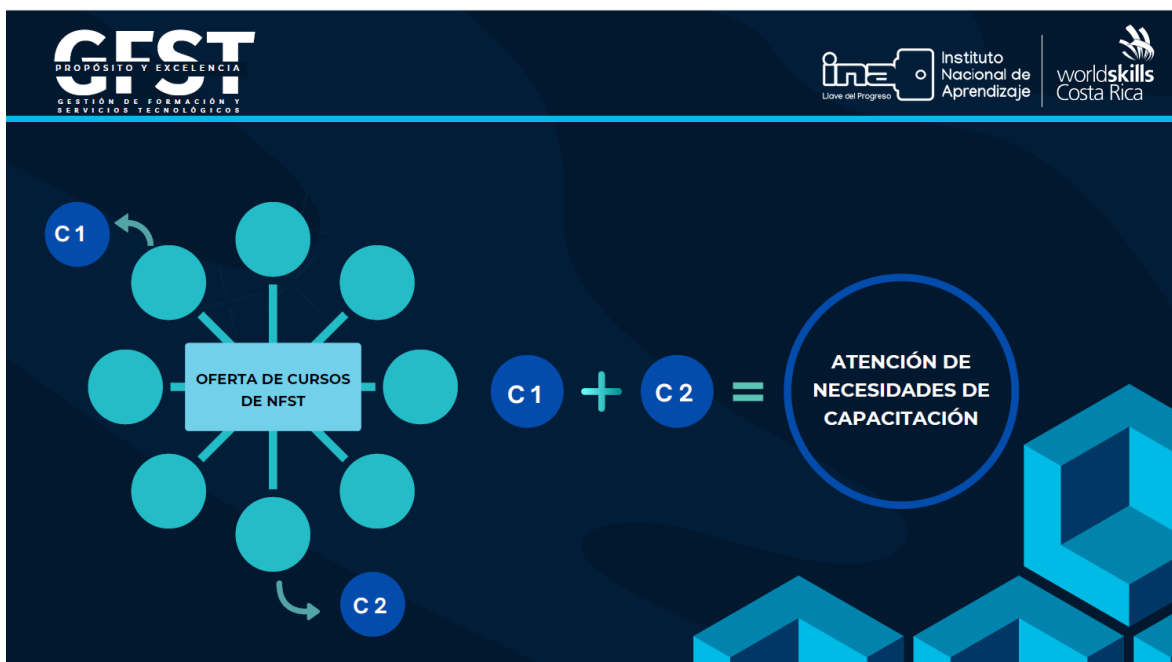 GFST
PROPÓSITO Y EXCELENCIA
GESTIÓN DE FORMACIÓN Y
SERVICIOS TECNOLÓGICOS
ina
Llave del Progreso
Instituto
Nacional de
Aprendizaje
worldskills
Costa Rica
C 1
OFERTA DE CURSOS
DE NFST
C 2
C 1 + C 2 =
ATENCIÓN DE
NECESIDADES DE
CAPACITACIÓN